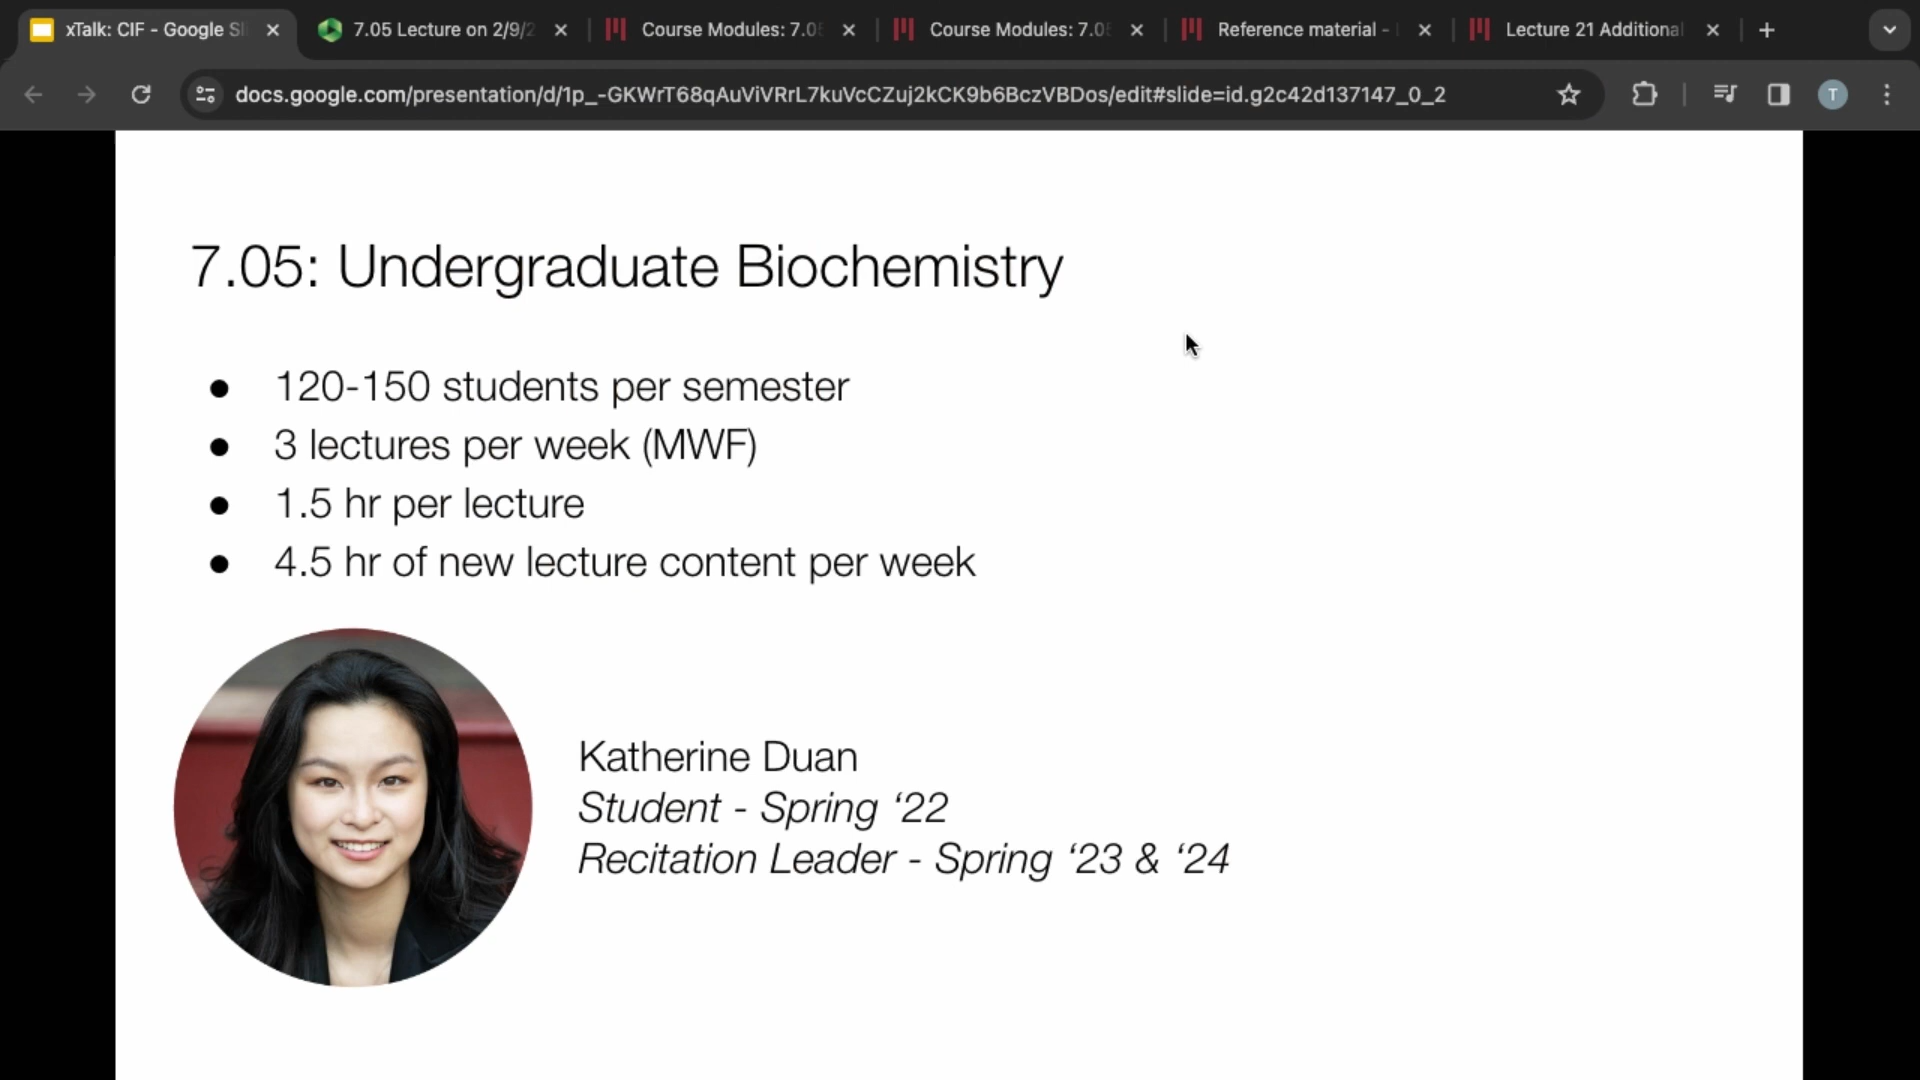 xTalk: CIF - Google Sli
7.05 Lecture on 2/9/2
Course Modules: 7.05
Course Modules: 7.05
Reference material -
Lecture 21 Additional
docs.google.com/presentation/d/1p_-GKWrT68qAuViVRrL7kuVcCZuj2kCK9b6BczVBDos/edit#slide=id.g2c42d137147_0_2
T
7.05: Undergraduate Biochemistry
● 120-150 students per semester
● 3 lectures per week (MWF)
● 1.5 hr per lecture
● 4.5 hr of new lecture content per week
Katherine Duan
Student - Spring ‘22
Recitation Leader - Spring ‘23 & ‘24